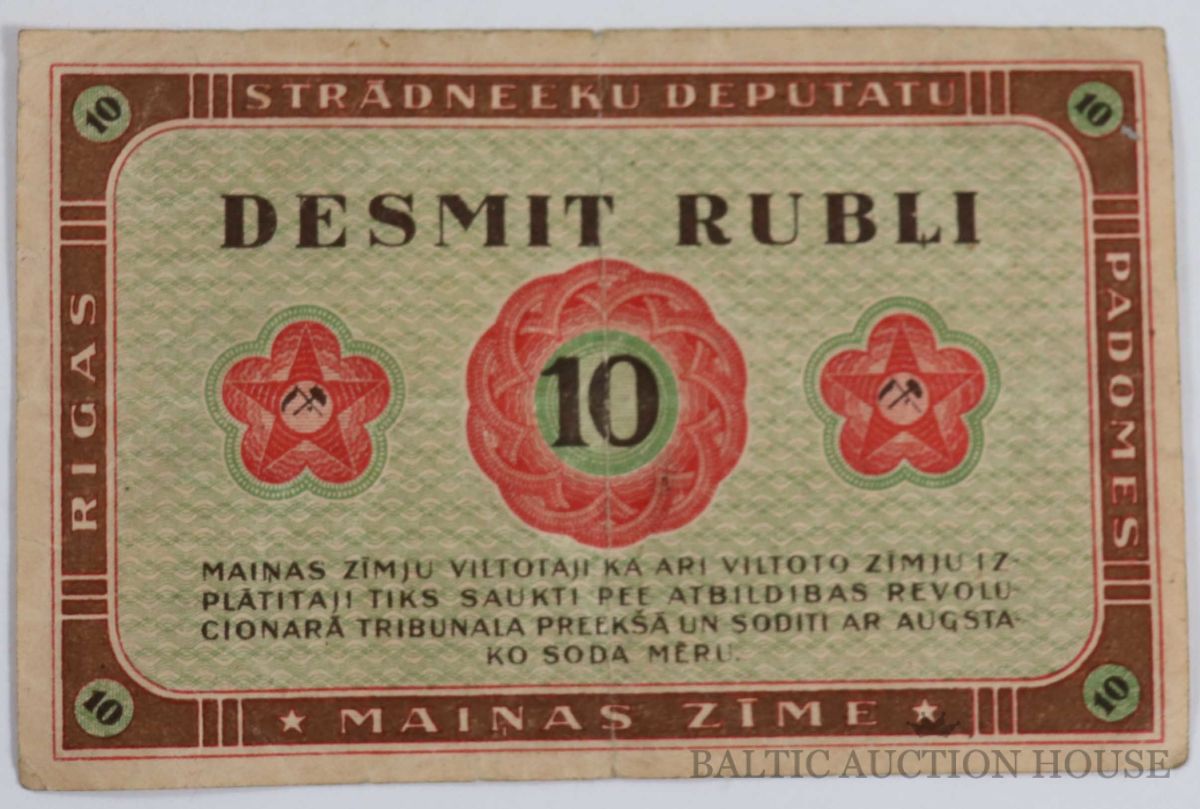 10
STRĀDNEEKU DEPUTATU
10
RIGAS
PADOMES
DESMIT RUBĻI
10
MAIŅAS ZĪMJU VILTOTAJI KA ARI VILTOTO ZĪMJU IZ-
PLĀTITAJI TIKS SAUKTI PEE ATBILDIBAS REVOLU-
CIONARĀ TRIBUNALA PREEKŠĀ UN SODITI AR AUGSTA-
KO SODA MĒRU.
10
MAIŅAS ZĪME
10
BALTIC AUCTION HOUSE